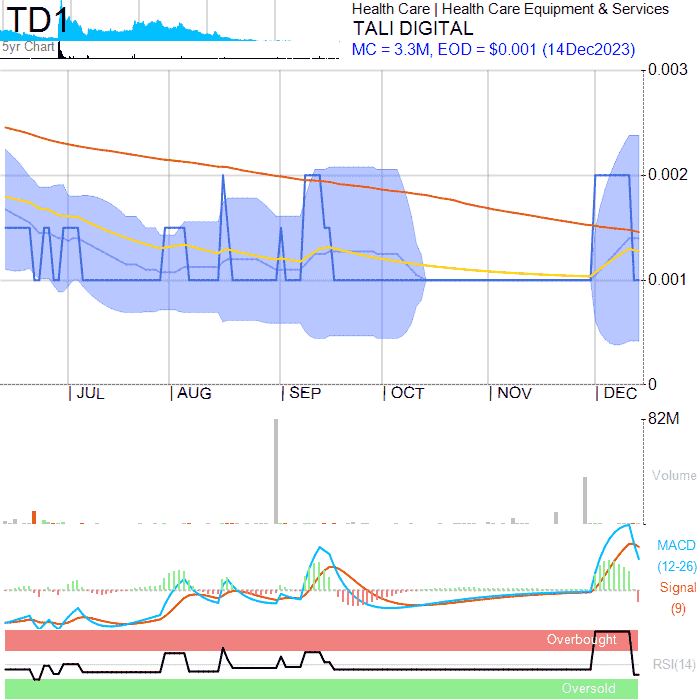 TD1
5yr Chart
Health Care | Health Care Equipment & Services
TALI DIGITAL
MC = 3.3M, EOD = $0.001 (14Dec2023)
0.003
0.002
0.001
0
| JUL | AUG | SEP | OCT | NOV | DEC
82M
Volume
MACD
(12-26)
Signal
(9)
Overbought
RSI(14)
Oversold